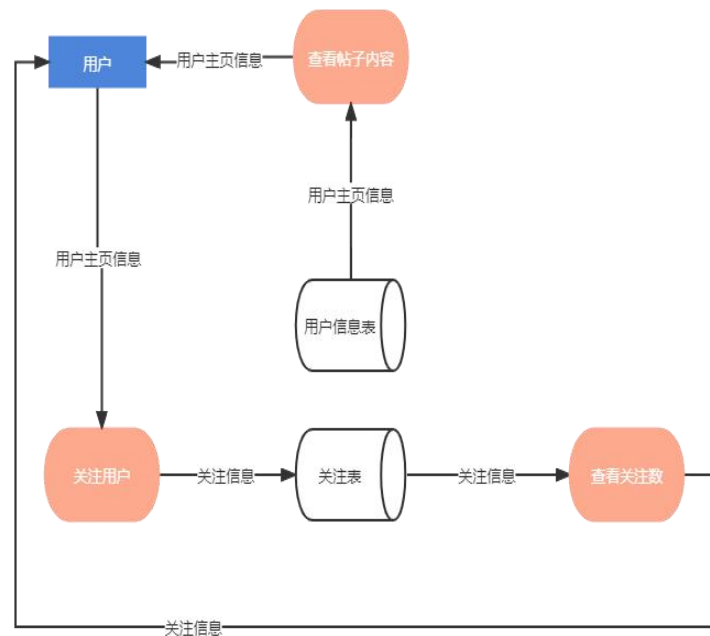 用户
用户主页信息
查看帖子内容
用户主页信息
用户主页信息
用户信息表
关注用户
关注信息
关注表
关注信息
查看关注数
关注信息